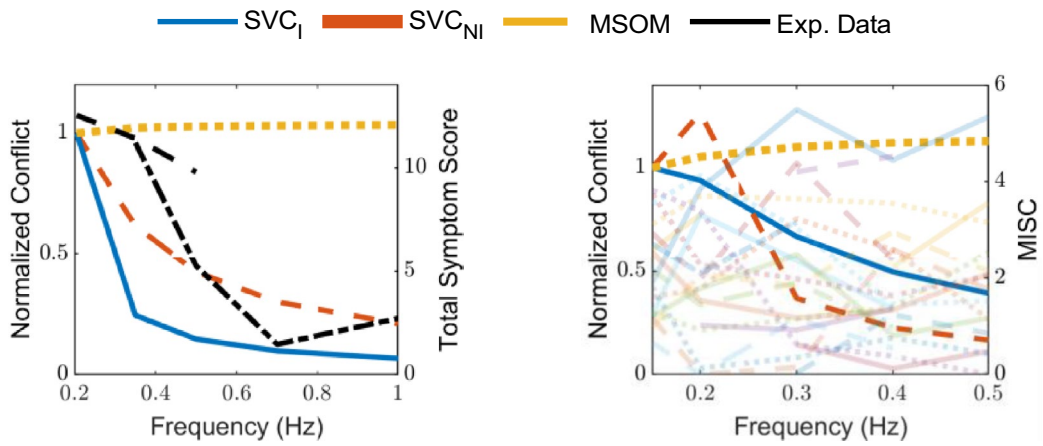 SVC_I SVC_NI MSOM Exp. Data
Normalized Conflict
1
0.5
0
0.2 0.4 0.6 0.8 1
Frequency (Hz)
10
5
0
Total Symptom Score
Normalized Conflict
1
0.5
0
0.2 0.3 0.4 0.5
Frequency (Hz)
6
4
2
0
MISC